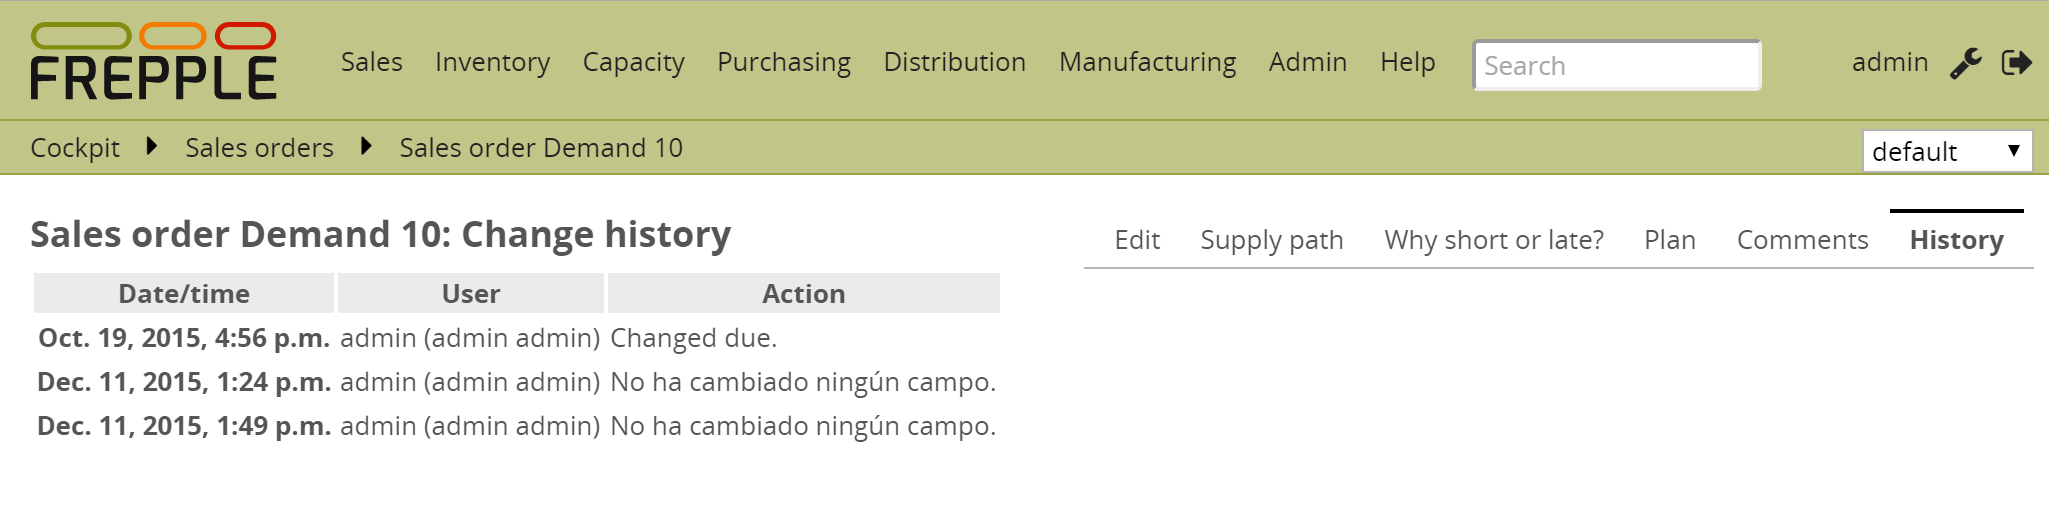 FREPPLE
Sales Inventory Capacity Purchasing Distribution Manufacturing Admin Help Search admin
Cockpit Sales orders Sales order Demand 10 default
Sales order Demand 10: Change history
Edit Supply path Why short or late? Plan Comments History
Date/time User Action
Oct. 19, 2015, 4:56 p.m. admin (admin admin) Changed due.
Dec. 11, 2015, 1:24 p.m. admin (admin admin) No ha cambiado ningún campo.
Dec. 11, 2015, 1:49 p.m. admin (admin admin) No ha cambiado ningún campo.